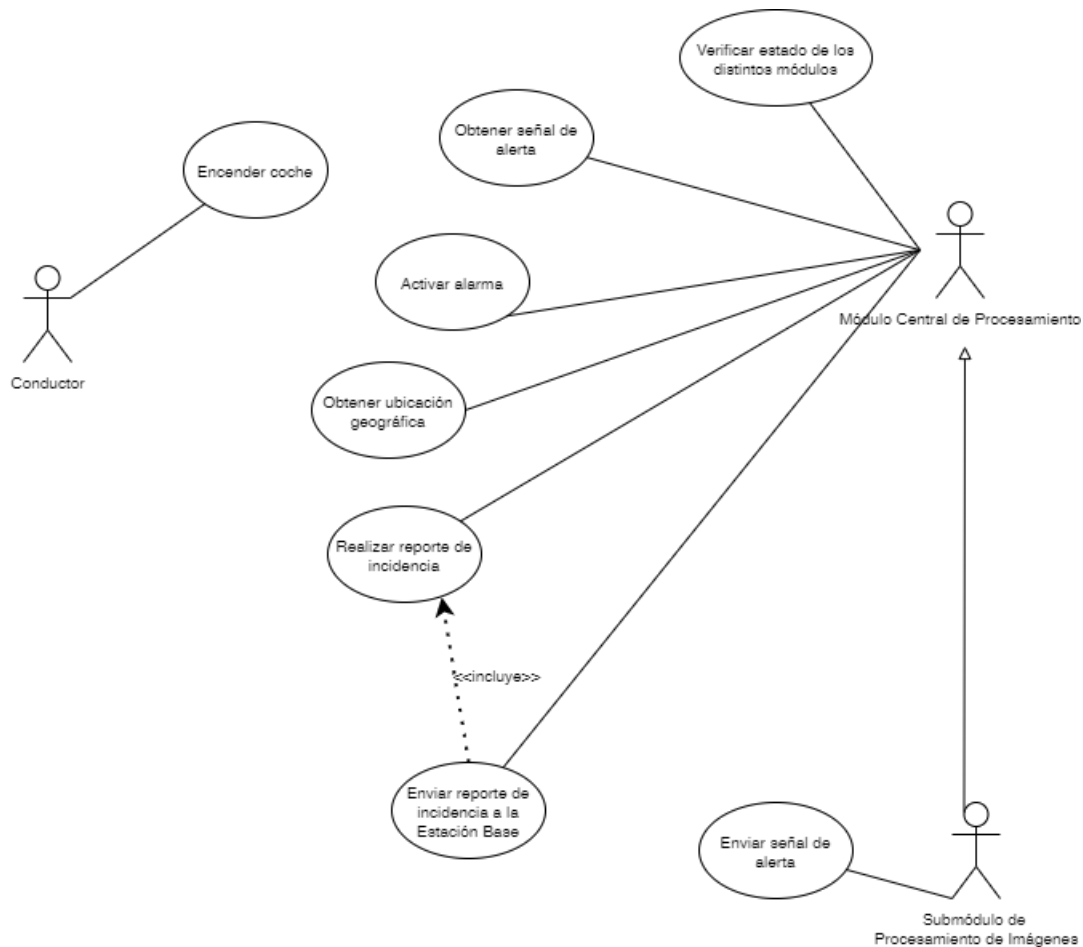 Verificar estado de los
distintos módulos
Obtener señal de
alerta
Encender coche
Activar alarma
Módulo Central de Procesamiento
Conductor
Obtener ubicación
geográfica
Realizar reporte de
incidencia
<<incluye>>
Enviar reporte de
incidencia a la
Estación Base
Enviar señal de
alerta
Submódulo de
Procesamiento de Imágenes